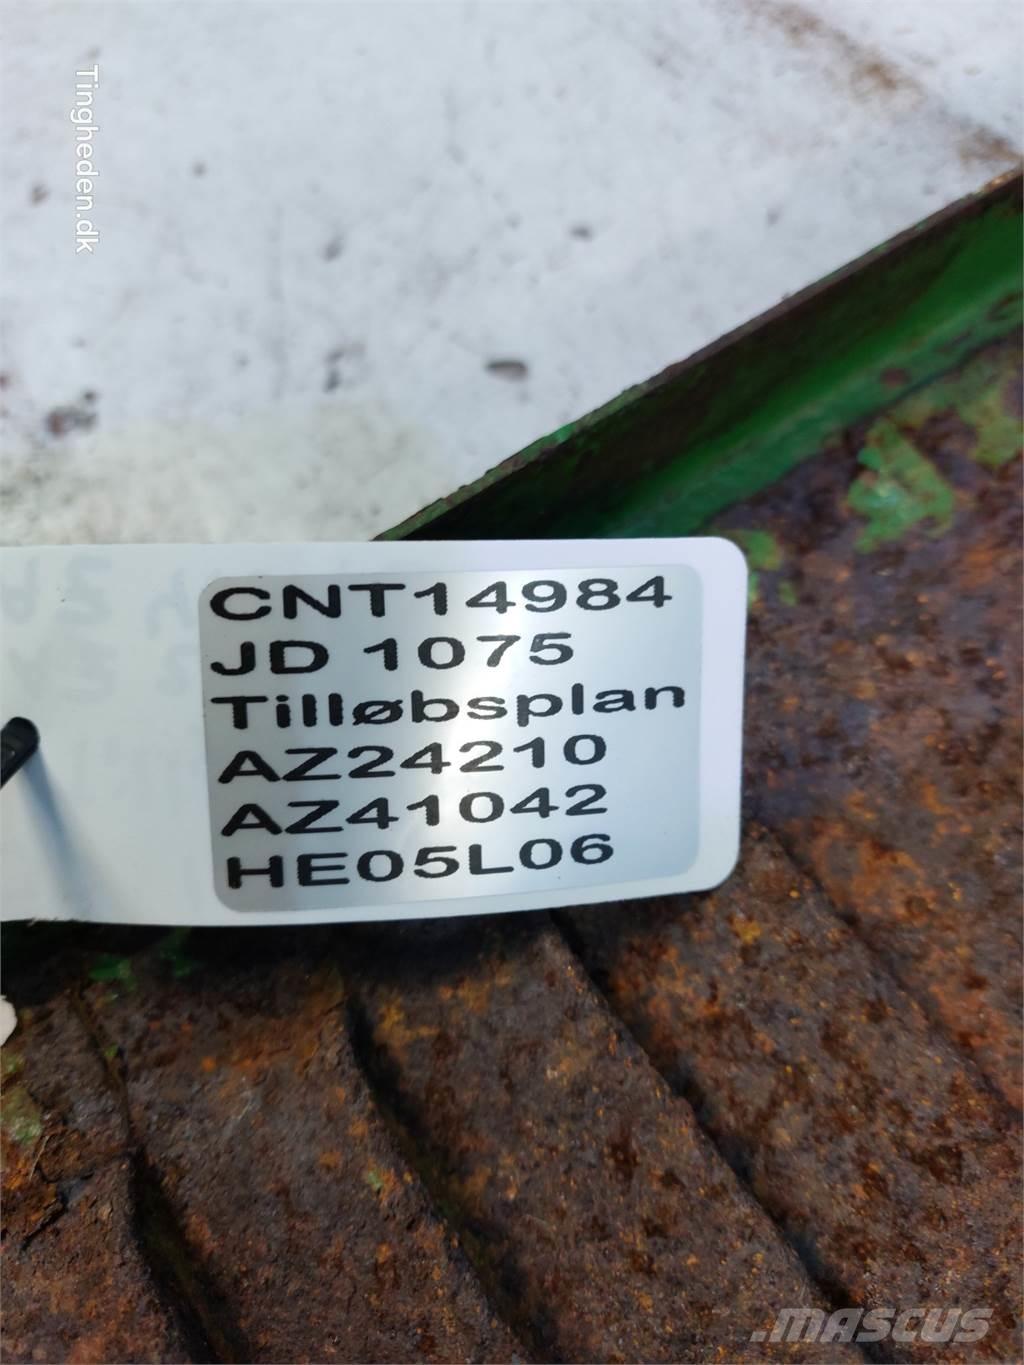 Tingheden.dk
CNT14984
JD 1075
Tilløbsplan
AZ24210
AZ41042
HE05L06
.MASCUS